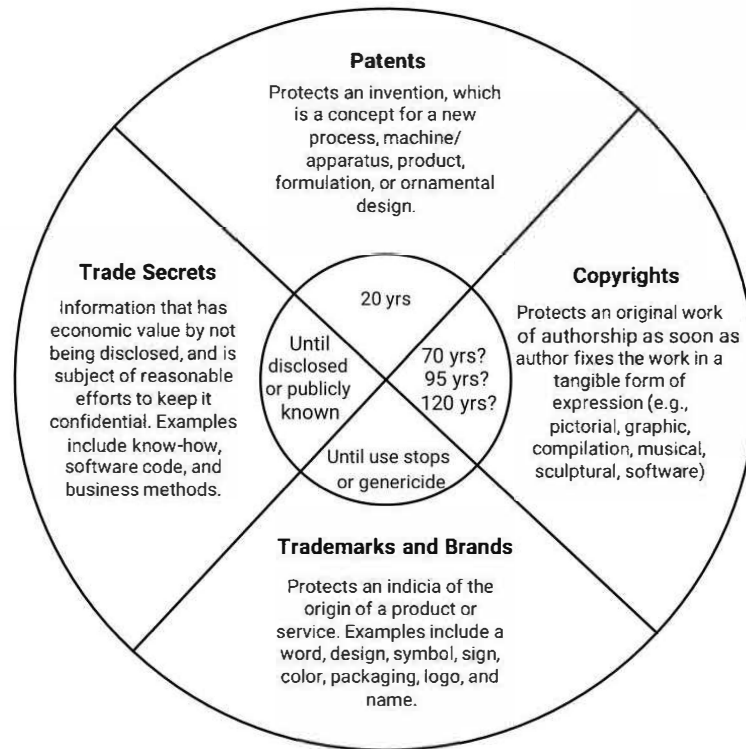 Patents
Protects an invention, which
is a concept for a new
process, machine/
apparatus, product,
formulation, or ornamental
design.
20 yrs
Trade Secrets
Information that has
economic value by not
being disclosed, and is
subject of reasonable
efforts to keep it
confidential. Examples
include know-how,
software code, and
business methods.
Until
disclosed
or publicly
known
70 yrs?
95 yrs?
120 yrs?
Copyrights
Protects an original work
of authorship as soon as
author fixes the work in a
tangible form of
expression (e.g.,
pictorial, graphic,
compilation, musical,
sculptural, software)
Until use stops
or genericide
Trademarks and Brands
Protects an indicia of the
origin of a product or
service. Examples include a
word, design, symbol, sign,
color, packaging, logo, and
name.